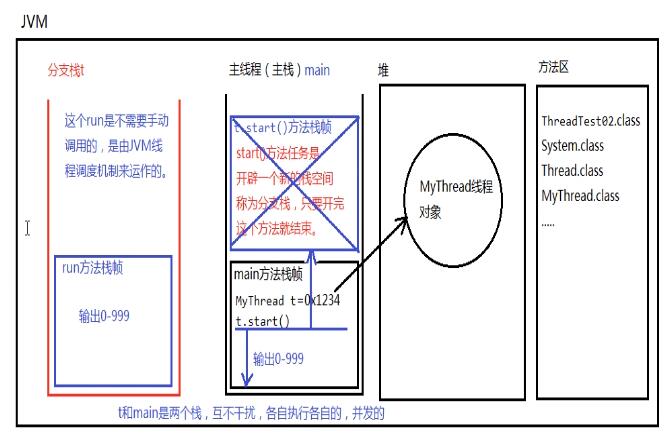 JVM
分支栈t
这个run是不需要手动
调用的，是由JVM线
程调度机制来运作的。
run方法栈帧
输出0-999
主线程（主栈）main
t.start()方法栈帧
start()方法任务是
开辟一个新的栈空间
称为分支栈，只要开完
这个方法就结束。
main方法栈帧
MyThread t=0x1234
t.start()
输出0-999
堆
MyThread线程
对象
方法区
ThreadTest02.class
System.class
Thread.class
MyThread.class
.....
t和main是两个栈，互不干扰，各自执行各自的，并发的